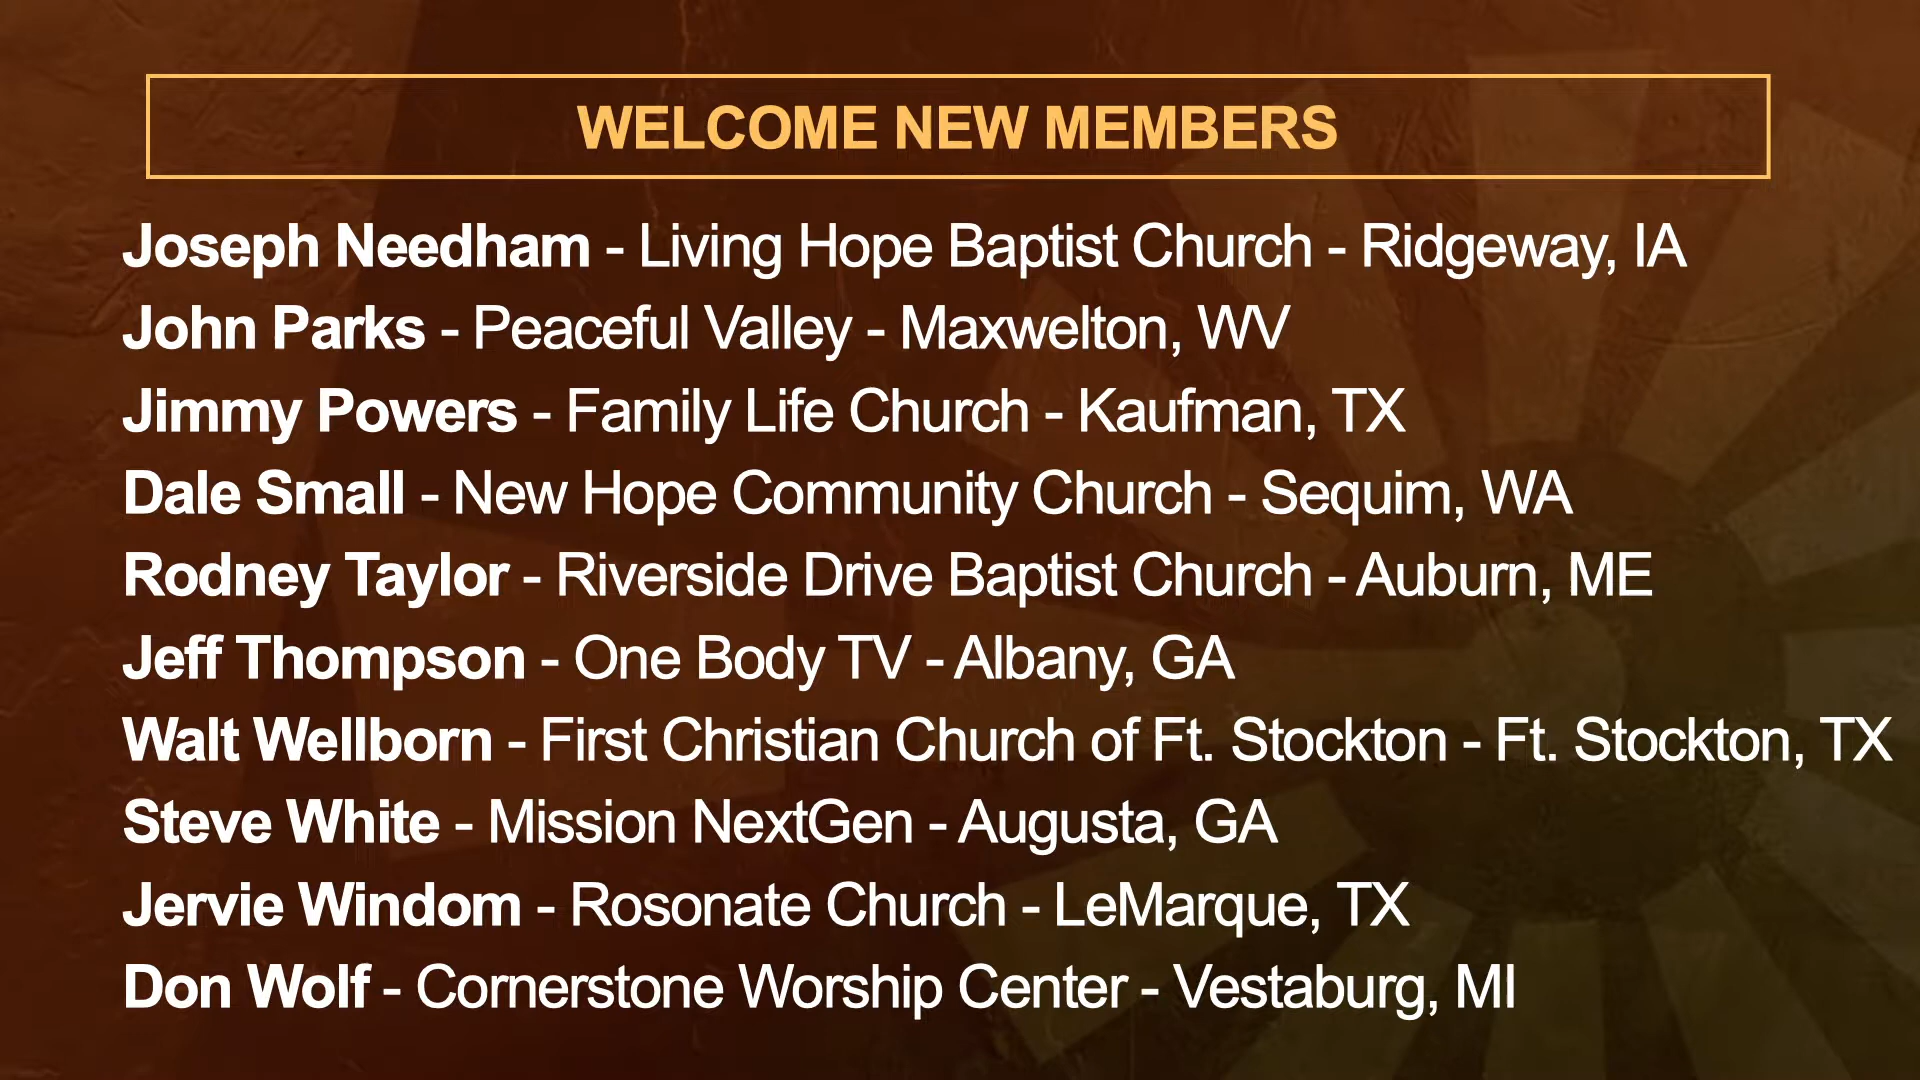 WELCOME NEW MEMBERS
Joseph Needham - Living Hope Baptist Church - Ridgeway, IA
John Parks - Peaceful Valley - Maxwelton, WV
Jimmy Powers - Family Life Church - Kaufman, TX
Dale Small - New Hope Community Church - Sequim, WA
Rodney Taylor - Riverside Drive Baptist Church - Auburn, ME
Jeff Thompson - One Body TV - Albany, GA
Walt Wellborn - First Christian Church of Ft. Stockton - Ft. Stockton, TX
Steve White - Mission NextGen - Augusta, GA
Jervie Windom - Rosonate Church - LeMarque, TX
Don Wolf - Cornerstone Worship Center - Vestaburg, MI